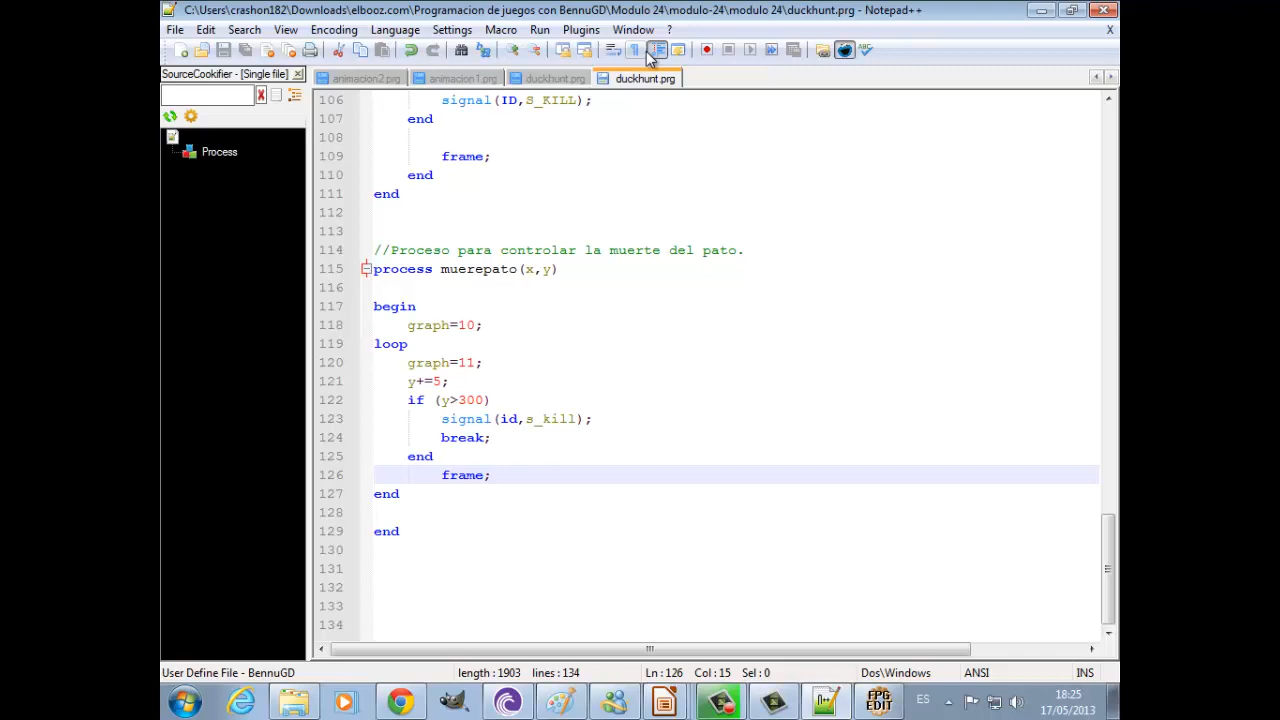 C:\Users\crashon182\Downloads\elbooz.com\Programacion de juegos con BennuGD\Modulo 24\modulo-24\modulo 24\duckhunt.prg - Notepad++
File Edit Search View Encoding Language Settings Macro Run Plugins Window ? X
SourceCookifier - [Single file]
animacion2.prg animacion1.prg duckhunt.prg duckhunt.prg
Process
106 signal(ID,S_KILL);
107 end
108
109 frame;
110 end
111 end
112
113
114 //Proceso para controlar la muerte del pato.
115 process muerepato(x,y)
116
117 begin
118 graph=10;
119 loop
120 graph=11;
121 y+=5;
122 if (y>300)
123 signal(id,s_kill);
124 break;
125 end
126 frame;
127 end
128
129 end
130
131
132
133
134
User Define File - BennuGD length : 1903 lines : 134 Ln : 126 Col : 15 Sel : 0 Dos\Windows ANSI INS
FPG EDIT
ES
18:25
17/05/2013